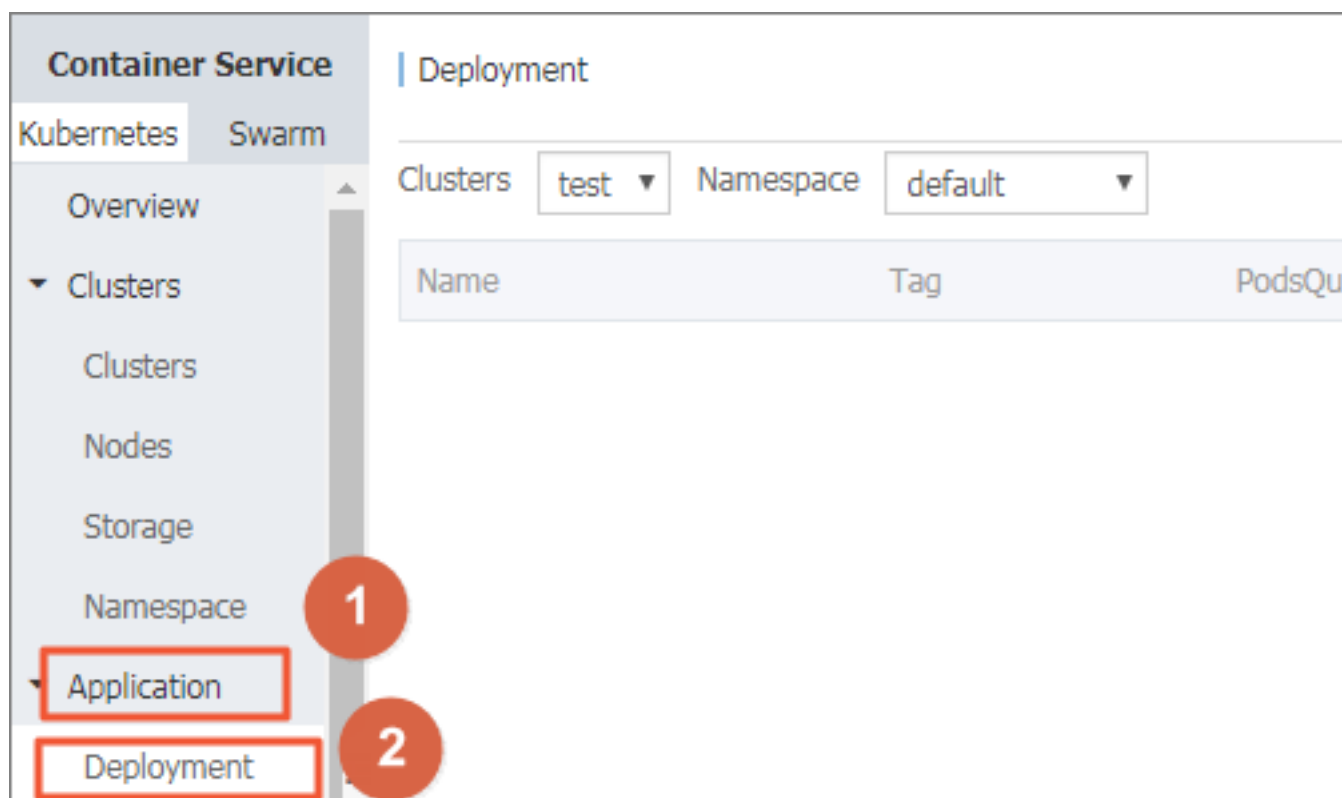 Container Service
Kubernetes Swarm
Overview
Clusters
Clusters
Nodes
Storage
Namespace
1
Application
2
Deployment
Deployment
Clusters test Namespace default
Name Tag PodsQu